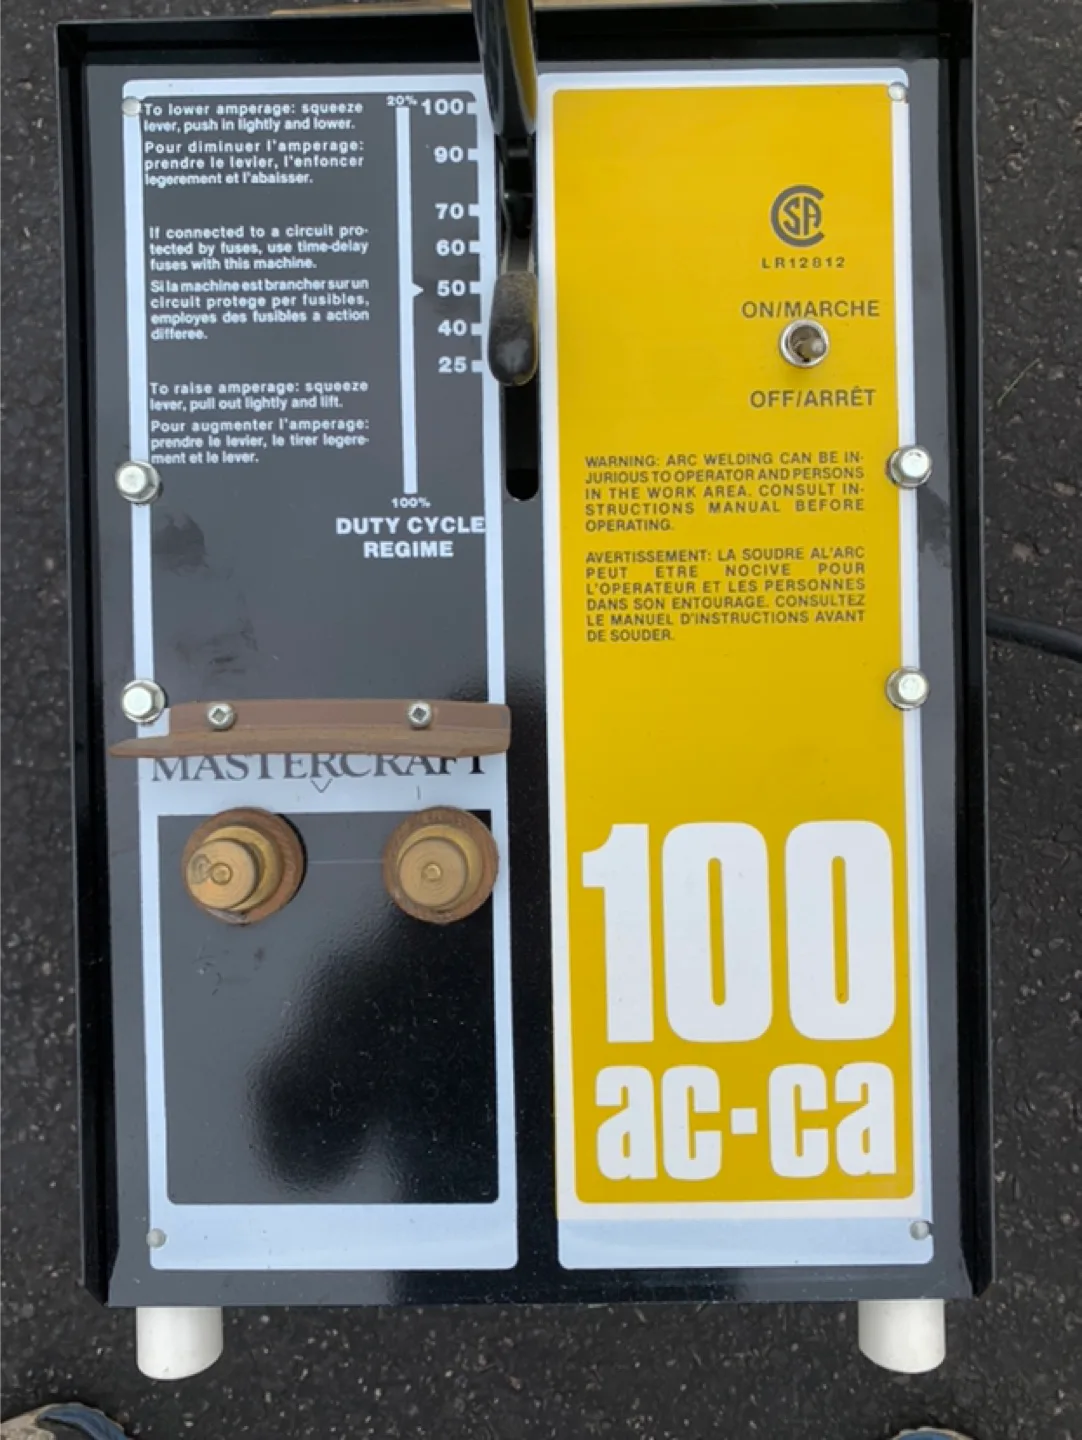 To lower amperage: squeeze
lever, push in lightly and lower.
Pour diminuer l'amperage:
prendre le levier, l'enfoncer
legerement et l'abaisser.
If connected to a circuit pro-
tected by fuses, use time-delay
fuses with this machine.
Si la machine est brancher sur un
circuit protege per fusibles,
employes des fusibles a action
differee.
To raise amperage: squeeze
lever, pull out lightly and lift.
Pour augmenter l'amperage:
prendre le levier, le tirer legere-
ment et le lever.
20%
100
90
70
60
50
40
25
100%
DUTY CYCLE
REGIME
MASTERCRAFT
CSA
LR12812
ON/MARCHE
OFF/ARRÊT
WARNING: ARC WELDING CAN BE IN-
JURIOUS TO OPERATOR AND PERSONS
IN THE WORK AREA. CONSULT IN-
STRUCTIONS MANUAL BEFORE
OPERATING.
AVERTISSEMENT: LA SOUDRE AL'ARC
PEUT ETRE NOCIVE POUR
L'OPERATEUR ET LES PERSONNES
DANS SON ENTOURAGE. CONSULTEZ
LE MANUEL D'INSTRUCTIONS AVANT
DE SOUDER.
100
ac-ca